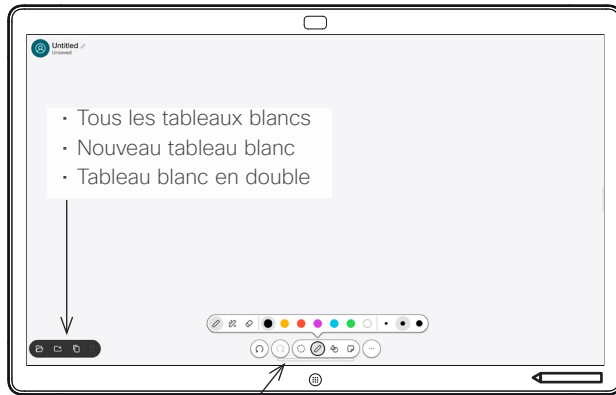 Untitled
Unsaved
· Tous les tableaux blancs
· Nouveau tableau blanc
· Tableau blanc en double